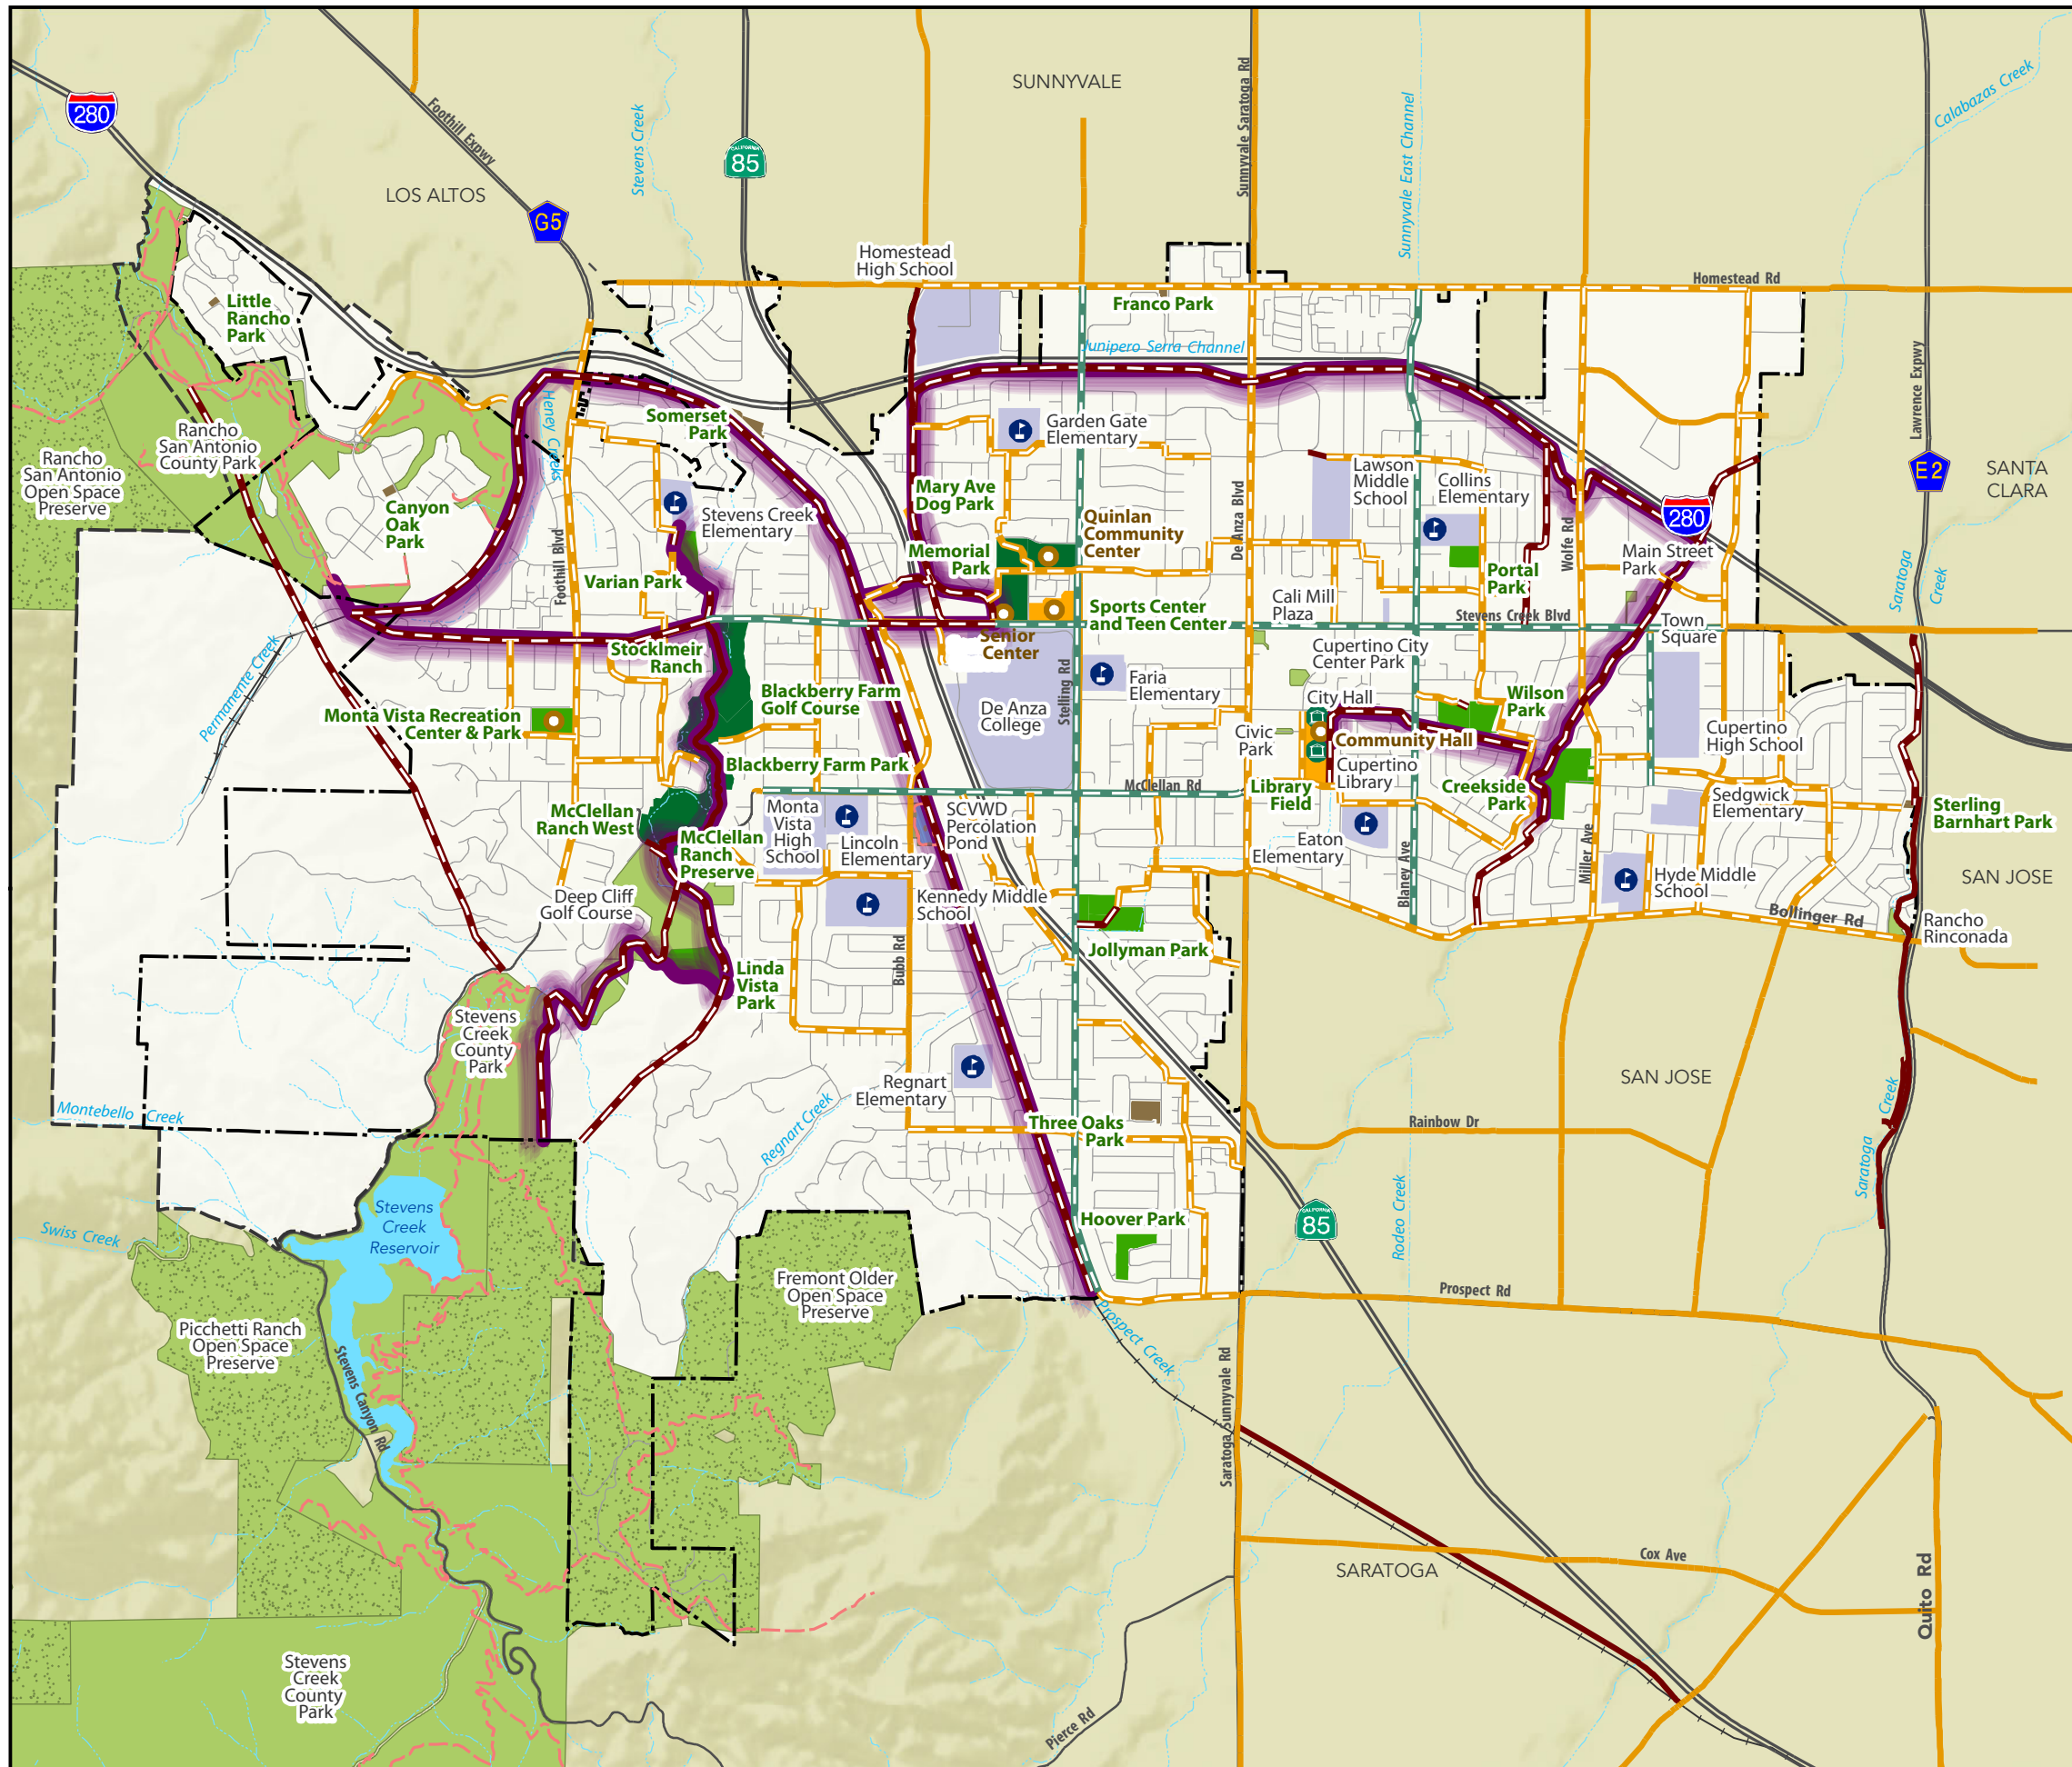 SUNNYVALE
Calabazas Creek
280
Foothill Expwy
Stevens Creek
CALIFORNIA
85
Sunnyvale Saratoga Rd
Sunnyvale East Channel
LOS ALTOS
G5
Homestead
High School
Homestead Rd
Little
Rancho
Park
Franco Park
Junipero Serra Channel
Lawrence Expwy
Heney Creek
Somerset
Park
Rancho
San Antonio
County Park
Rancho
San Antonio
Open Space
Preserve
Garden Gate
Elementary
Lawson
Middle
School
Collins
Elementary
E2
SANTA
CLARA
Canyon
Oak
Park
Stevens Creek
Elementary
Mary Ave
Dog Park
Quinlan
Community
Center
De Anza Blvd
Wolfe Rd
280
Foothill Blvd
Varian Park
Memorial
Park
Main Street
Park
Portal
Park
Saratoga
Creek
Sports Center
and Teen Center
Cali Mill
Plaza
Stevens Creek Blvd
Town
Square
Permanente Creek
Stocklmeir
Ranch
Senior
Center
Stelling Rd
Cupertino City
Center Park
Faria
Elementary
Blackberry Farm
Golf Course
De Anza
College
City Hall
Wilson
Park
Monta Vista Recreation
Center & Park
Civic
Park
Community Hall
Cupertino
High School
Blackberry Farm Park
Cupertino
Library
McClellan Rd
Library
Field
Creekside
Park
Sedgwick
Elementary
McClellan
Ranch West
Monta
Vista
High
School
SCVWD
Percolation
Pond
Sterling
Barnhart Park
McClellan
Ranch
Preserve
Lincoln
Elementary
Eaton
Elementary
Blaney Ave
Miller Ave
Hyde Middle
School
SAN JOSE
Deep Cliff
Golf Course
Kennedy Middle
School
Bollinger Rd
Rancho
Rinconada
Bubb Rd
Jollyman Park
Linda
Vista
Park
Stevens
Creek
County
Park
Regnart
Elementary
SAN JOSE
Montebello Creek
Regnart Creek
Three Oaks
Park
Rainbow Dr
Saratoga
Creek
Stevens
Creek
Reservoir
Swiss Creek
Hoover Park
CALIFORNIA
85
Rodeo Creek
Fremont Older
Open Space
Preserve
Prospect Rd
Prospect Creek
Picchetti Ranch
Open Space
Preserve
Stevens Canyon Rd
Saratoga Sunnyvale Rd
Cox Ave
SARATOGA
Quito Rd
Stevens
Creek
County
Park
Pierce Rd